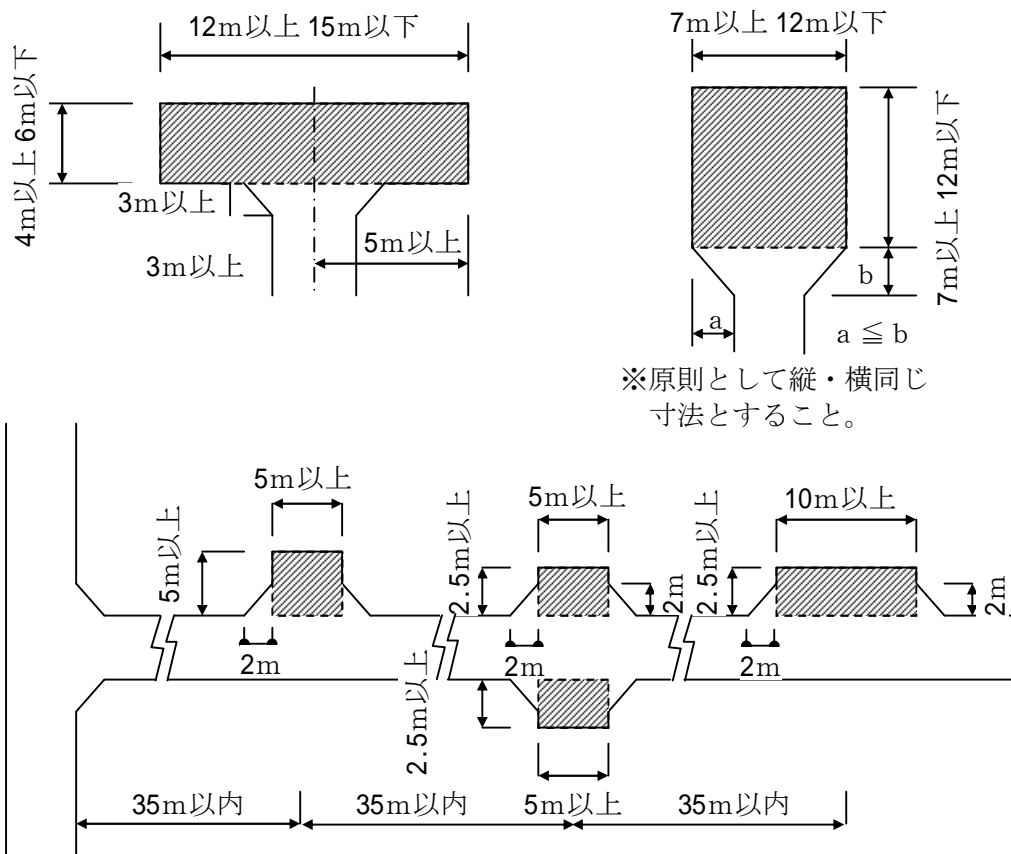 12m以上 15m以下
4m以上 6m以下
3m以上
3m以上
5m以上
7m以上 12m以下
7m以上 12m以下
a
b
a ≦ b
※原則として縦・横同じ
寸法とすること。
5m以上
5m以上
2m
5m以上
2.5m以上
2m
2m
2.5m以上
5m以上
10m以上
2.5m以上
2m
2m
35m以内
35m以内
35m以内